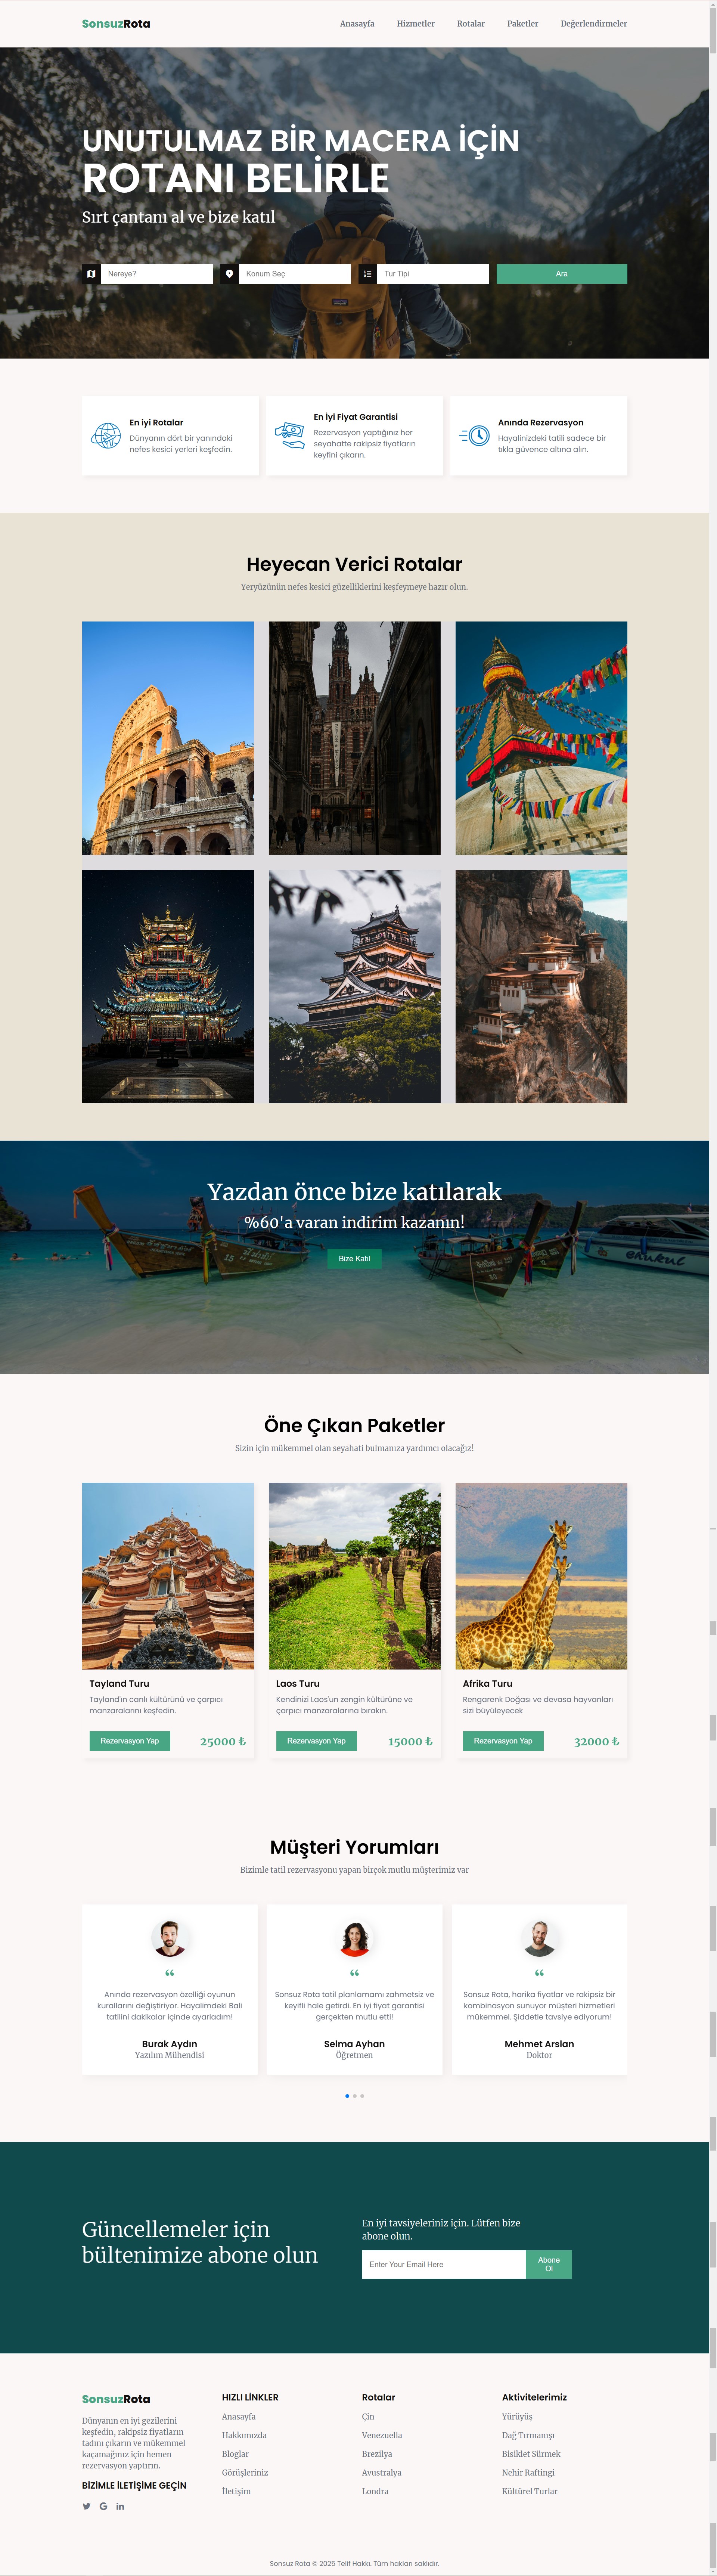 SonsuzRota
Anasayfa Hizmetler Rotalar Paketler Değerlendirmeler
UNUTULMAZ BİR MACERA İÇİN
ROTANI BELİRLE
Sırt çantanı al ve bize katıl
Nereye? Konum Seç Tur Tipi Ara
En iyi Rotalar
Dünyanın dört bir yanındaki
nefes kesici yerleri keşfedin.
En İyi Fiyat Garantisi
Rezervasyon yaptığınız her
seyahatte rakipsiz fiyatların
keyfini çıkarın.
Anında Rezervasyon
Hayalinizdeki tatili sadece bir
tıkla güvence altına alın.
Heyecan Verici Rotalar
Yeryüzünün nefes kesici güzelliklerini keşfeymeye hazır olun.
Yazdan önce bize katılarak
%60'a varan indirim kazanın!
Bize Katıl
Öne Çıkan Paketler
Sizin için mükemmel olan seyahati bulmanıza yardımcı olacağız!
Tayland Turu
Tayland'ın canlı kültürünü ve çarpıcı
manzaralarını keşfedin.
Rezervasyon Yap 25000 ₺
Laos Turu
Kendinizi Laos'un zengin kültürüne ve
çarpıcı manzaralarına bırakın.
Rezervasyon Yap 15000 ₺
Afrika Turu
Rengarenk Doğası ve devasa hayvanları
sizi büyüleyecek
Rezervasyon Yap 32000 ₺
Müşteri Yorumları
Bizimle tatil rezervasyonu yapan birçok mutlu müşterimiz var
“
Anında rezervasyon özelliği oyunun
kurallarını değiştiriyor. Hayalimdeki Bali
tatilini dakikalar içinde ayarladım!
Burak Aydın
Yazılım Mühendisi
“
Sonsuz Rota tatil planlamamı zahmetsiz ve
keyifli hale getirdi. En iyi fiyat garantisi
gerçekten mutlu etti!
Selma Ayhan
Öğretmen
“
Sonsuz Rota, harika fiyatlar ve rakipsiz bir
kombinasyon sunuyor müşteri hizmetleri
mükemmel. Şiddetle tavsiye ediyorum!
Mehmet Arslan
Doktor
Güncellemeler için
bültenimize abone olun
En iyi tavsiyeleriniz için. Lütfen bize
abone olun.
Enter Your Email Here
Abone
Ol
SonsuzRota
Dünyanın en iyi gezilerini
keşfedin, rakipsiz fiyatların
tadını çıkarın ve mükemmel
kaçamağınız için hemen
rezervasyon yaptırın.
BİZİMLE İLETİŞİME GEÇİN
HIZLI LİNKLER
Anasayfa
Hakkımızda
Bloglar
Görüşleriniz
İletişim
Rotalar
Çin
Venezuella
Brezilya
Avustralya
Londra
Aktivitelerimiz
Yürüyüş
Dağ Tırmanışı
Bisiklet Sürmek
Nehir Raftingi
Kültürel Turlar
Sonsuz Rota © 2025 Telif Hakkı. Tüm hakları saklıdır.